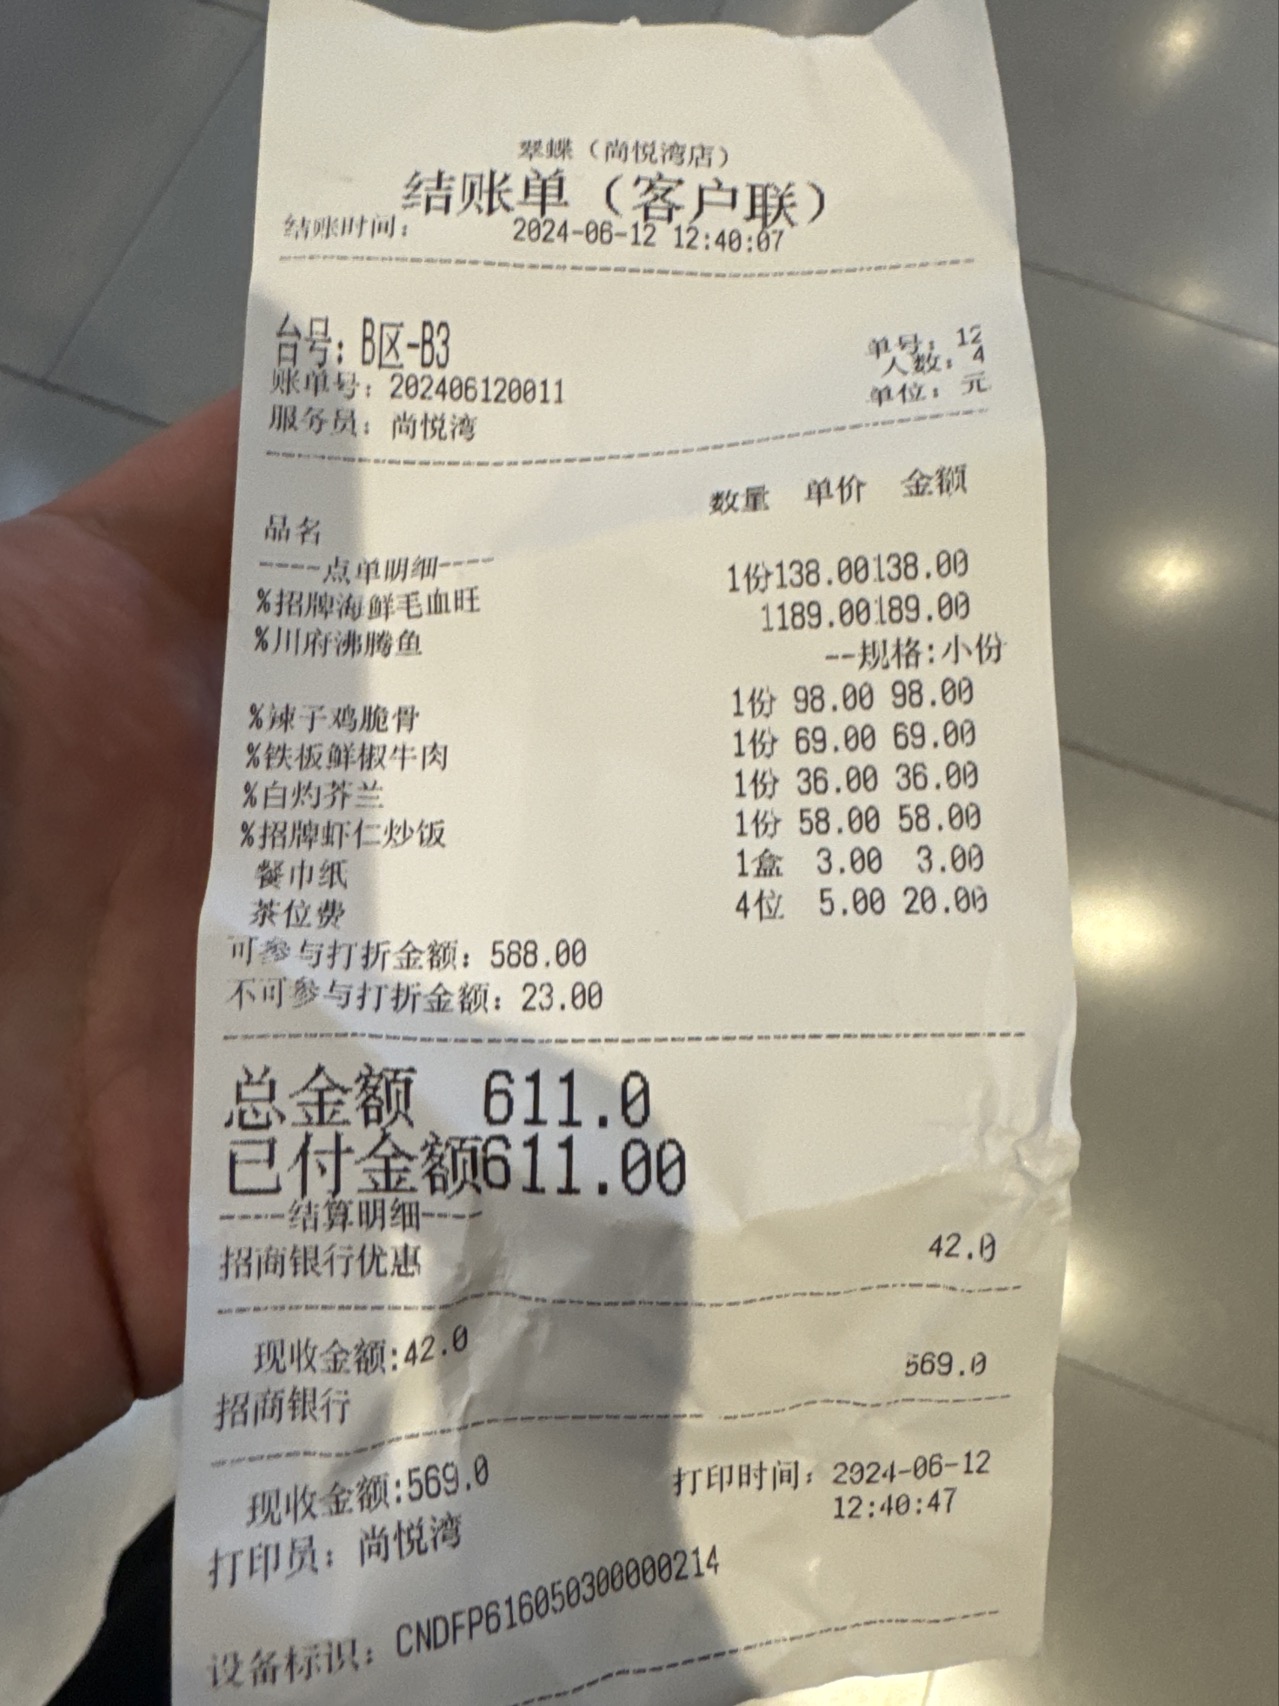 翠蝶（尚悦湾店）
结账单（客户联）
结账时间： 2024-06-12 12:40:07
台号：B区-B3 单号：12
人数：4
账单号：202406120011 单位：元
服务员：尚悦湾
品名 数量 单价 金额
----点单明细----
%招牌海鲜毛血旺 1份138.00138.00
%川府沸腾鱼 1189.00189.00
--规格:小份
%辣子鸡脆骨 1份 98.00 98.00
%铁板鲜椒牛肉 1份 69.00 69.00
%白灼芥兰 1份 36.00 36.00
%招牌虾仁炒饭 1份 58.00 58.00
餐巾纸 1盒 3.00 3.00
茶位费 4位 5.00 20.00
可参与打折金额：588.00
不可参与打折金额：23.00
总金额 611.0
已付金额611.00
----结算明细----
招商银行优惠 42.0
现收金额:42.0
招商银行 569.0
现收金额:569.0
打印员：尚悦湾 打印时间：2024-06-12
12:40:47
设备标识：CNDFP616050300000214